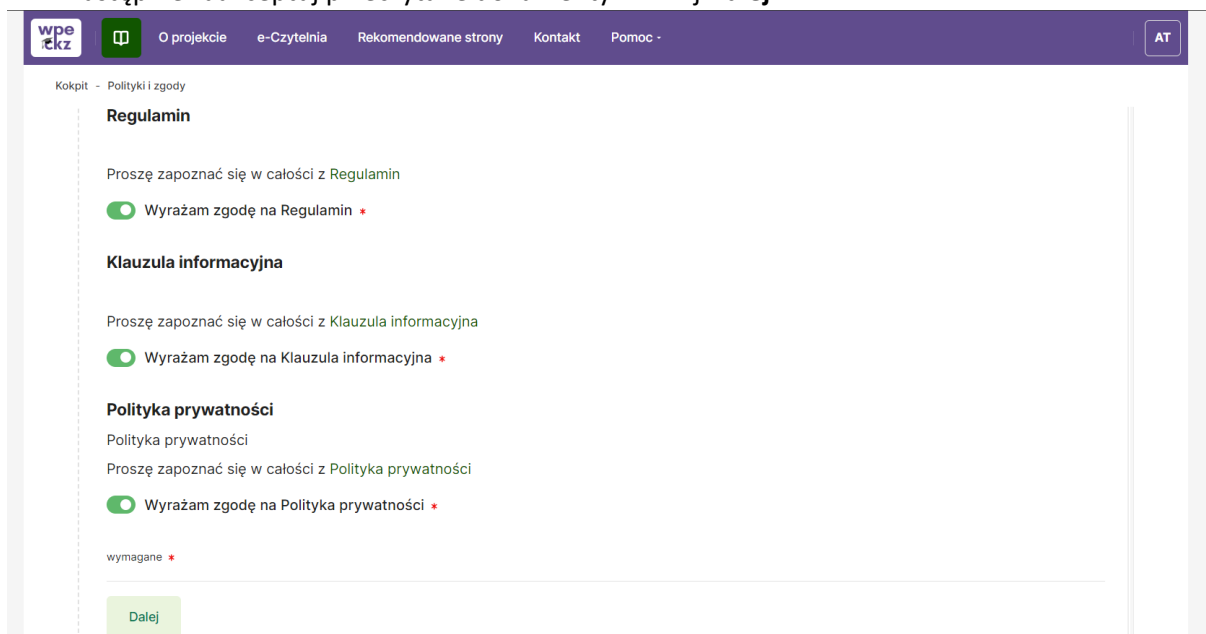 wpe
ckz
O projekcie
e-Czytelnia
Rekomendowane strony
Kontakt
Pomoc -
AT
Kokpit - Polityki i zgody
Regulamin
Proszę zapoznać się w całości z Regulamin
Wyrażam zgodę na Regulamin *
Klauzula informacyjna
Proszę zapoznać się w całości z Klauzula informacyjna
Wyrażam zgodę na Klauzula informacyjna *
Polityka prywatności
Polityka prywatności
Proszę zapoznać się w całości z Polityka prywatności
Wyrażam zgodę na Polityka prywatności *
wymagane *
Dalej